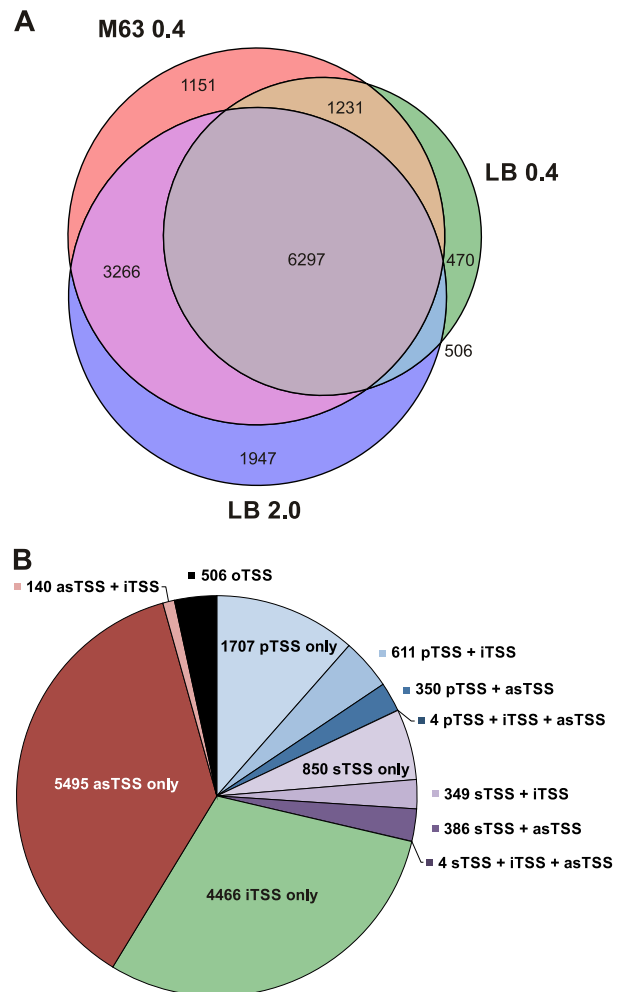 A
M63 0.4
1151
1231
LB 0.4
3266
6297
470
506
1947
LB 2.0
B
506 oTSS
140 asTSS + iTSS
1707 pTSS only
611 pTSS + iTSS
350 pTSS + asTSS
4 pTSS + iTSS + asTSS
850 sTSS only
5495 asTSS only
349 sTSS + iTSS
386 sTSS + asTSS
4 sTSS + iTSS + asTSS
4466 iTSS only